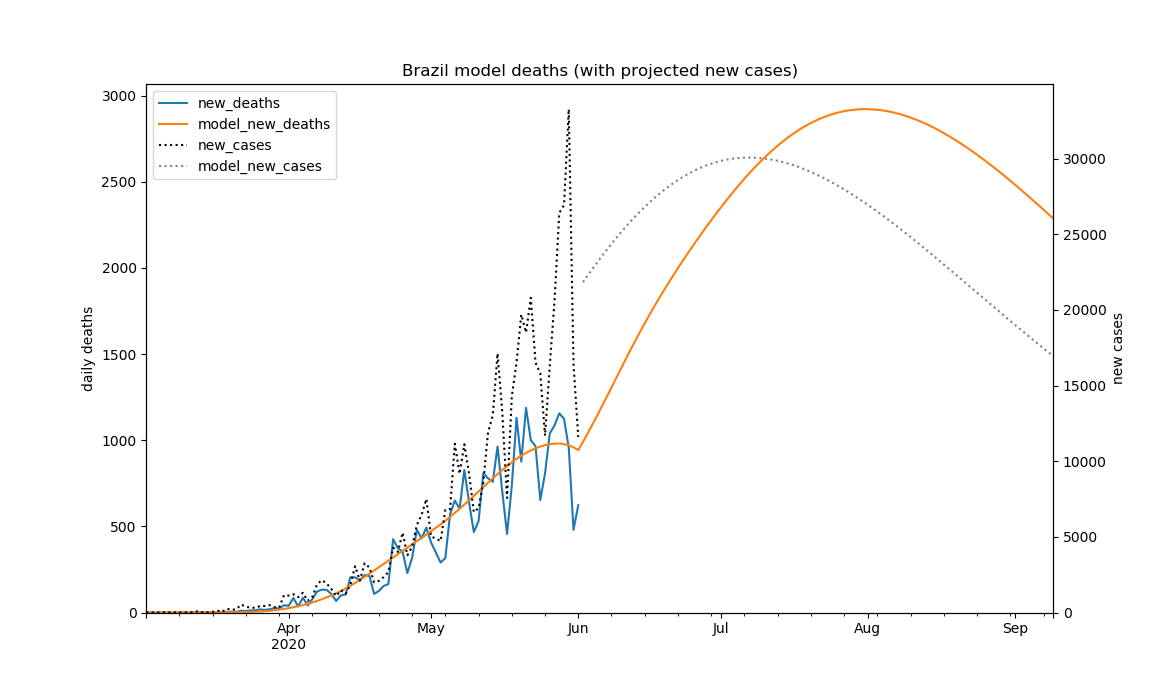 Brazil model deaths (with projected new cases)
new_deaths
model_new_deaths
new_cases
model_new_cases
daily deaths
3000
2500
2000
1500
1000
500
0
new cases
30000
25000
20000
15000
10000
5000
0
Apr
2020
May
Jun
Jul
Aug
Sep